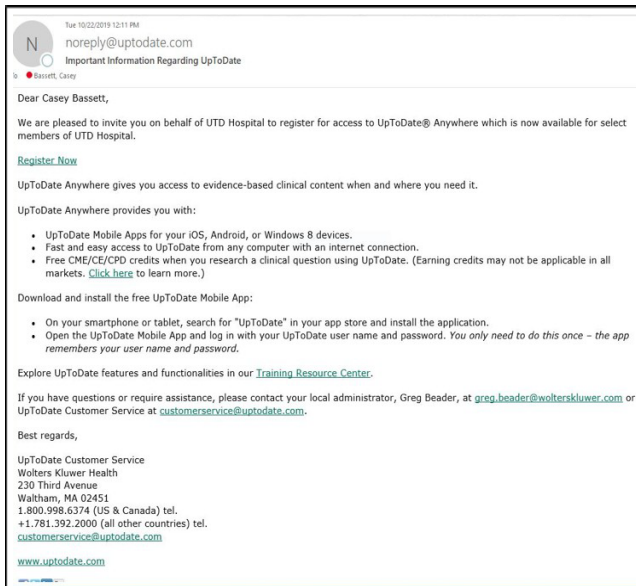 Tue 10/22/2019 12:11 PM
N
noreply@uptodate.com
Important Information Regarding UpToDate
Bassett, Casey
Dear Casey Bassett,
We are pleased to invite you on behalf of UTD Hospital to register for access to UpToDate® Anywhere which is now available for select
members of UTD Hospital.
Register Now
UpToDate Anywhere gives you access to evidence-based clinical content when and where you need it.
UpToDate Anywhere provides you with:
• UpToDate Mobile Apps for your iOS, Android, or Windows 8 devices.
• Fast and easy access to UpToDate from any computer with an internet connection.
• Free CME/CE/CPD credits when you research a clinical question using UpToDate. (Earning credits may not be applicable in all
markets. Click here to learn more.)
Download and install the free UpToDate Mobile App:
• On your smartphone or tablet, search for "UpToDate" in your app store and install the application.
• Open the UpToDate Mobile App and log in with your UpToDate user name and password. You only need to do this once – the app
remembers your user name and password.
Explore UpToDate features and functionalities in our Training Resource Center.
If you have questions or require assistance, please contact your local administrator, Greg Beader, at greg.beader@wolterskluwer.com or
UpToDate Customer Service at customerservice@uptodate.com.
Best regards,
UpToDate Customer Service
Wolters Kluwer Health
230 Third Avenue
Waltham, MA 02451
1.800.998.6374 (US & Canada) tel.
+1.781.392.2000 (all other countries) tel.
customerservice@uptodate.com
www.uptodate.com